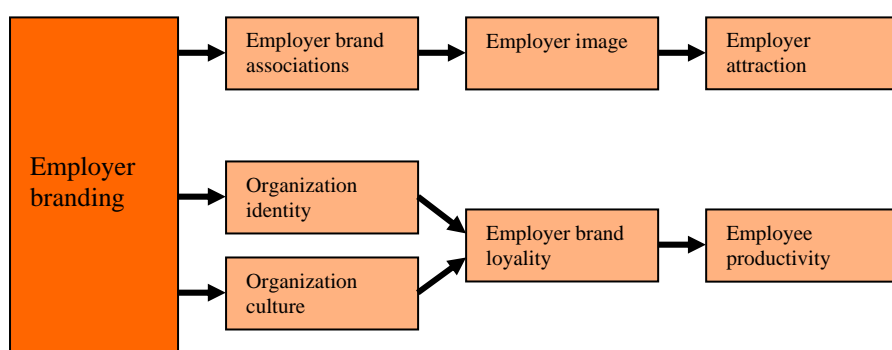 Employer
branding
Employer brand
associations
Employer image
Employer
attraction
Organization
identity
Organization
culture
Employer brand
loyality
Employee
productivity